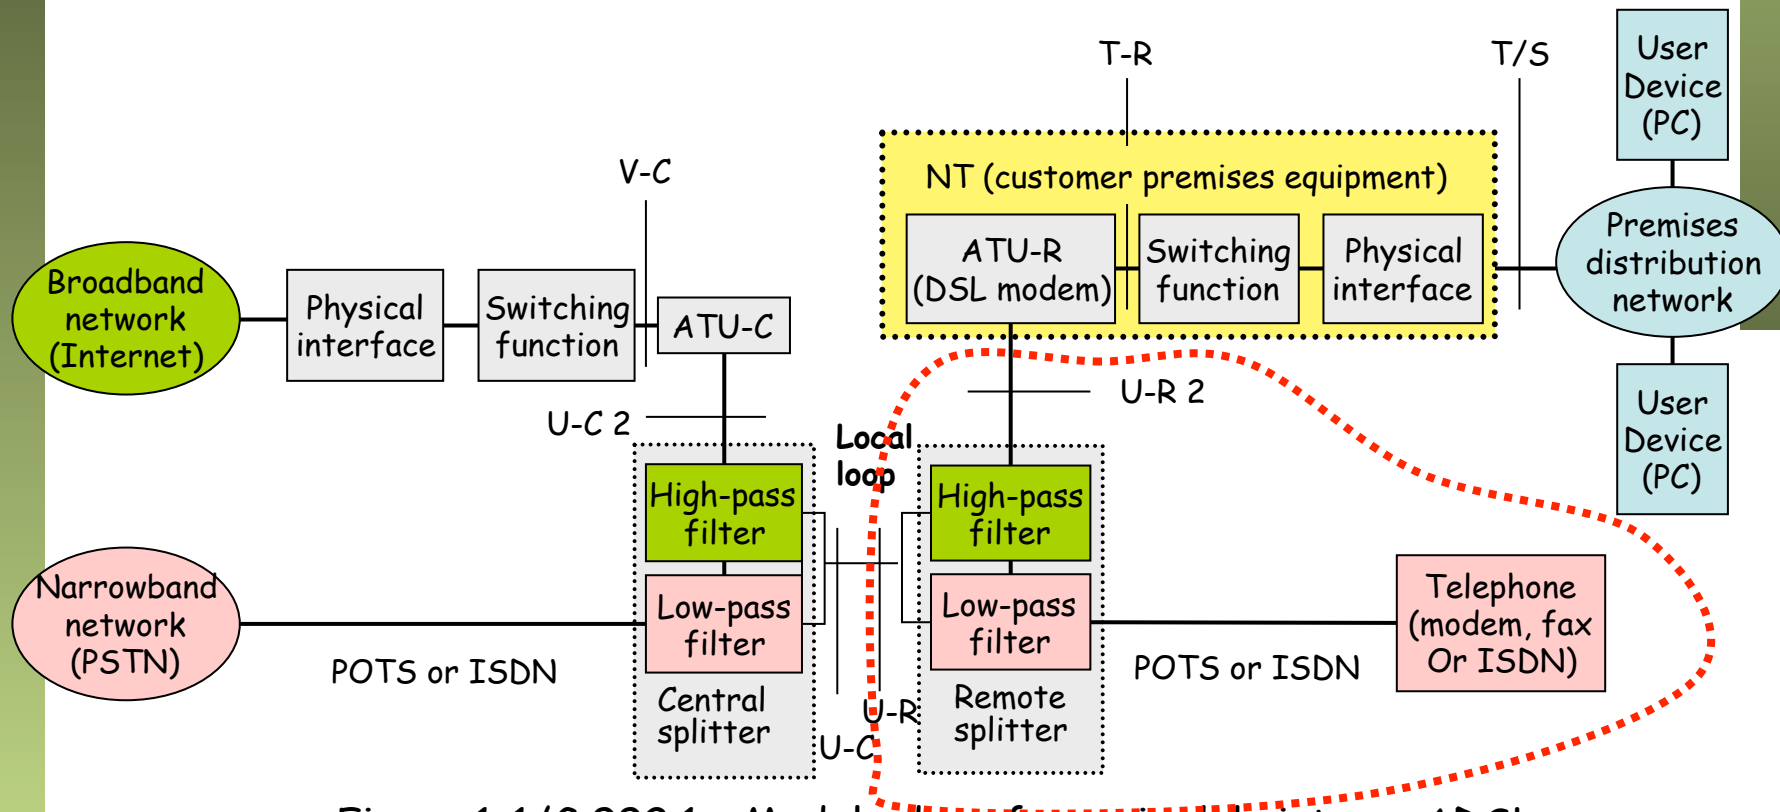 T-R
T/S
User
Device
(PC)
V-C
NT (customer premises equipment)
Broadband
network
(Internet)
Physical
interface
Switching
function
ATU-C
ATU-R
(DSL modem)
Switching
function
Physical
interface
Premises
distribution
network
U-C 2
U-R 2
User
Device
(PC)
Local
loop
High-pass
filter
High-pass
filter
Narrowband
network
(PSTN)
POTS or ISDN
Low-pass
filter
Low-pass
filter
POTS or ISDN
Telephone
(modem, fax
Or ISDN)
Central
splitter
U-R
U-C
Remote
splitter